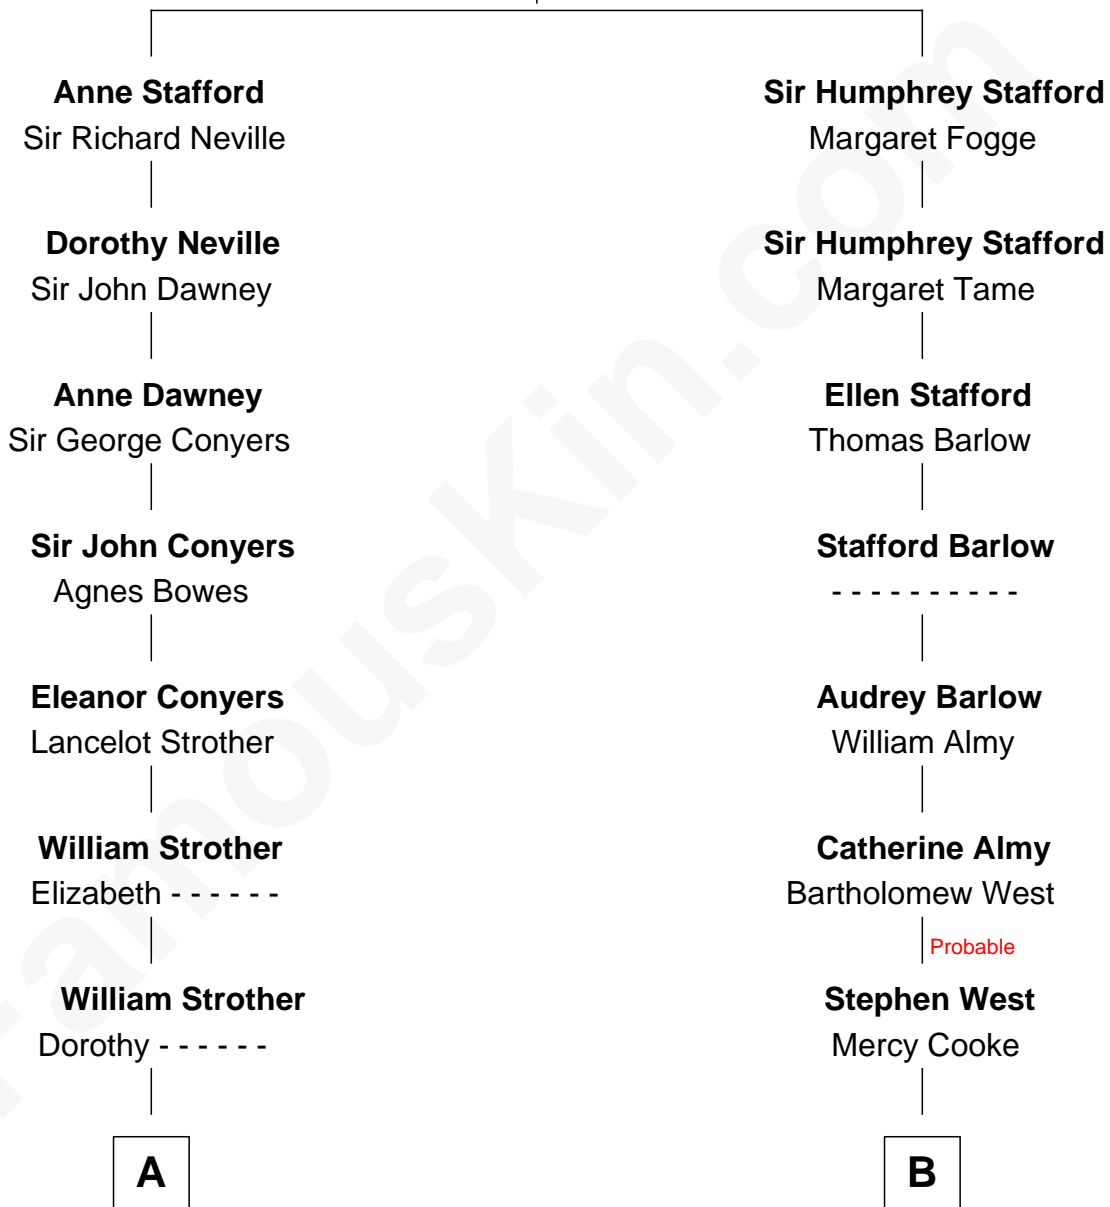 Anne Stafford
Sir Richard Neville
Dorothy Neville
Sir John Dawney
Anne Dawney
Sir George Conyers
Sir John Conyers
Agnes Bowes
Eleanor Conyers
Lancelot Strother
William Strother
Elizabeth - - - - - -
William Strother
Dorothy - - - - - -
A
Sir Humphrey Stafford
Margaret Fogge
Sir Humphrey Stafford
Margaret Tame
Ellen Stafford
Thomas Barlow
Stafford Barlow
- - - - - - - - - -
Audrey Barlow
William Almy
Catherine Almy
Bartholomew West
Probable
Stephen West
Mercy Cooke
B
FamousKin.com